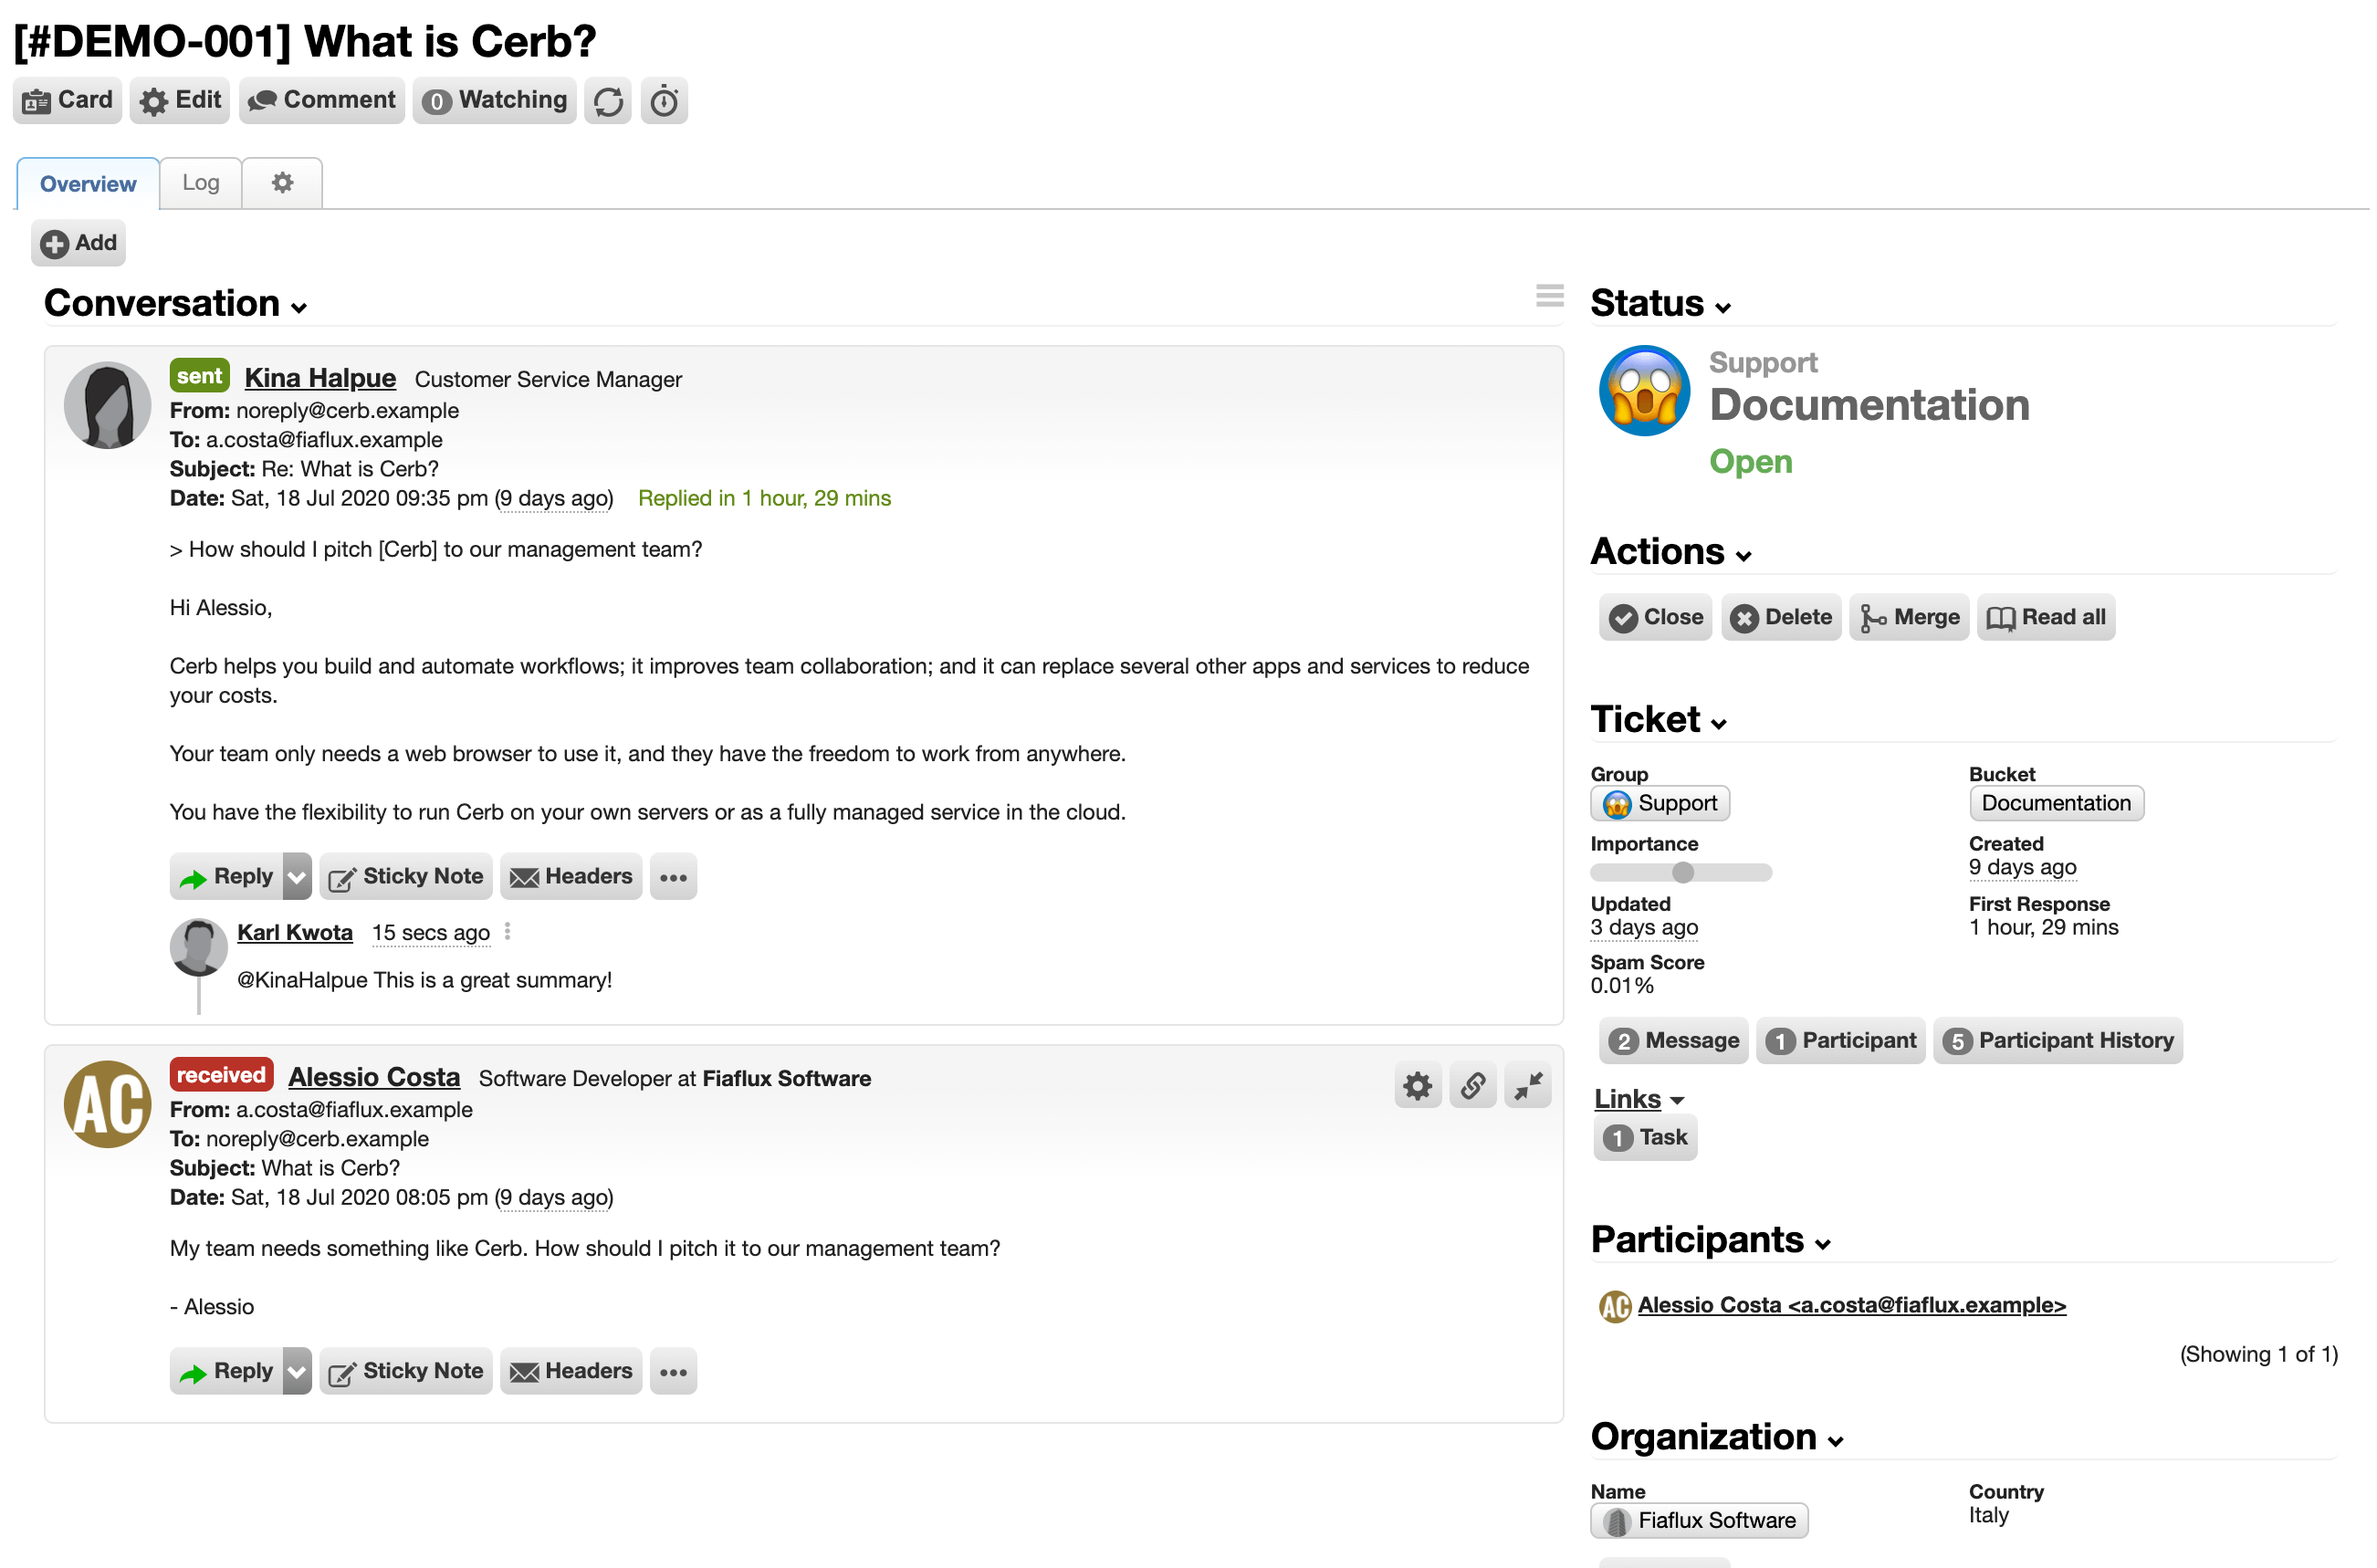 [#DEMO-001] What is Cerb?
Card Edit Comment 0 Watching
Overview Log
Add
Conversation
sent Kina Halpue Customer Service Manager
From: noreply@cerb.example
To: a.costa@fiaflux.example
Subject: Re: What is Cerb?
Date: Sat, 18 Jul 2020 09:35 pm (9 days ago) Replied in 1 hour, 29 mins
> How should I pitch [Cerb] to our management team?
Hi Alessio,
Cerb helps you build and automate workflows; it improves team collaboration; and it can replace several other apps and services to reduce
your costs.
Your team only needs a web browser to use it, and they have the freedom to work from anywhere.
You have the flexibility to run Cerb on your own servers or as a fully managed service in the cloud.
Reply Sticky Note Headers
Karl Kwota 15 secs ago
@KinaHalpue This is a great summary!
AC
received Alessio Costa Software Developer at Fiaflux Software
From: a.costa@fiaflux.example
To: noreply@cerb.example
Subject: What is Cerb?
Date: Sat, 18 Jul 2020 08:05 pm (9 days ago)
My team needs something like Cerb. How should I pitch it to our management team?
- Alessio
Reply Sticky Note Headers
Status
Support
Documentation
Open
Actions
Close Delete Merge Read all
Ticket
Group Bucket
Support Documentation
Importance Created
9 days ago
Updated First Response
3 days ago 1 hour, 29 mins
Spam Score
0.01%
2 Message 1 Participant 5 Participant History
Links
1 Task
Participants
AC Alessio Costa <a.costa@fiaflux.example>
(Showing 1 of 1)
Organization
Name Country
Fiaflux Software Italy